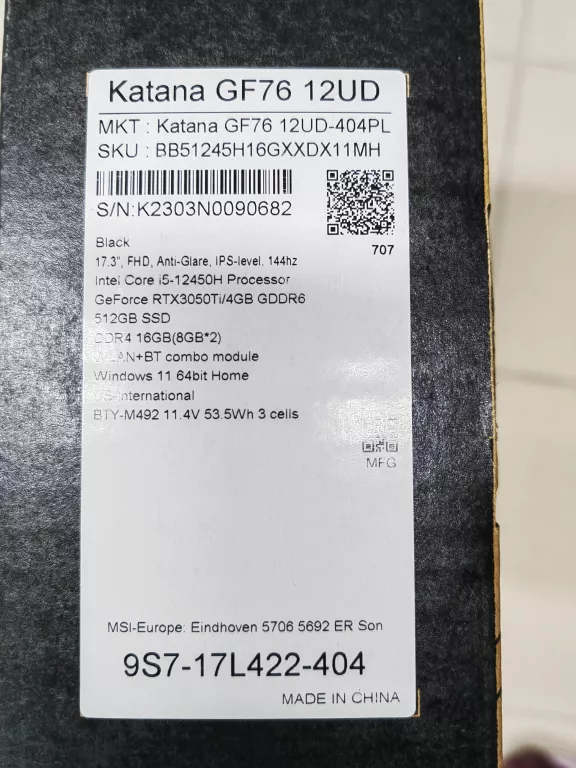 Katana GF76 12UD
MKT : Katana GF76 12UD-404PL
SKU : BB51245H16GXXDX11MH
S/N:K2303N0090682
707
Black
17.3", FHD, Anti-Glare, IPS-level. 144hz
Intel Core i5-12450H Processor
GeForce RTX3050Ti/4GB GDDR6
512GB SSD
DDR4 16GB(8GB*2)
WLAN+BT combo module
Windows 11 64bit Home
US-International
BTY-M492 11.4V 53.5Wh 3 cells
MFG
MSI-Europe: Eindhoven 5706 5692 ER Son
9S7-17L422-404
MADE IN CHINA